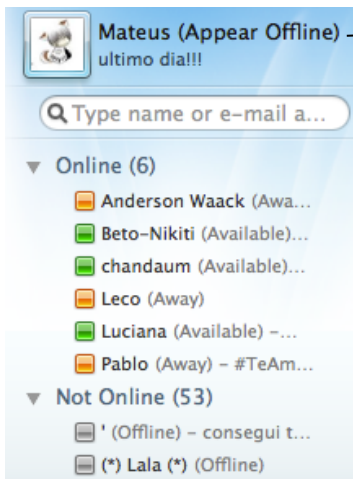 Mateus (Appear Offline)
ultimo dia!!!
Type name or e-mail a...
Online (6)
Anderson Waack (Awa...
Beto-Nikiti (Available)...
chandaum (Available)...
Leco (Away)
Luciana (Available) -...
Pablo (Away) - #TeAm...
Not Online (53)
' (Offline) - consegui t...
(*) Lala (*) (Offline)